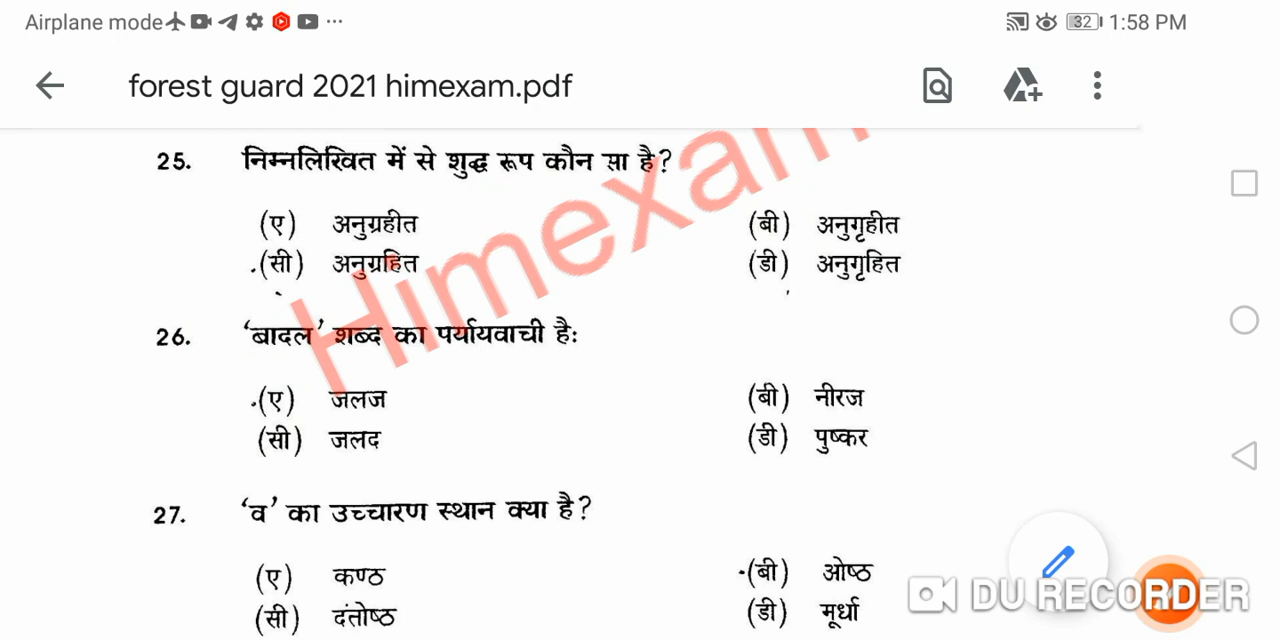 Airplane mode ... 32 1:58 PM
forest guard 2021 himexam.pdf
Himexam
25. निम्नलिखित में से शुद्ध रूप कौन सा है?
(ए) अनुग्रहीत (बी) अनुगृहीत
(सी) अनुग्रहित (डी) अनुगृहित
26. ‘बादल’ शब्द का पर्यायवाची है:
(ए) जलज (बी) नीरज
(सी) जलद (डी) पुष्कर
27. ‘व’ का उच्चारण स्थान क्या है?
(ए) कण्ठ (बी) ओष्ठ
(सी) दंतोष्ठ (डी) मूर्धा
DU RECORDER